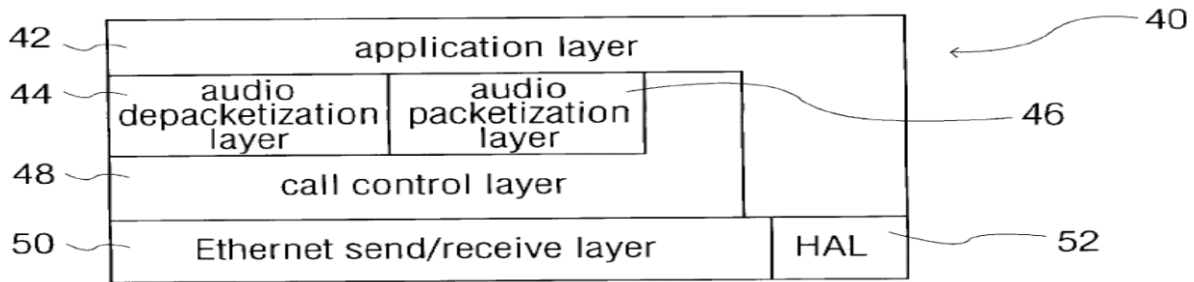 40
42
application layer
44
audio
depacketization
layer
audio
packetization
layer
46
48
call control layer
50
Ethernet send/receive layer
HAL
52